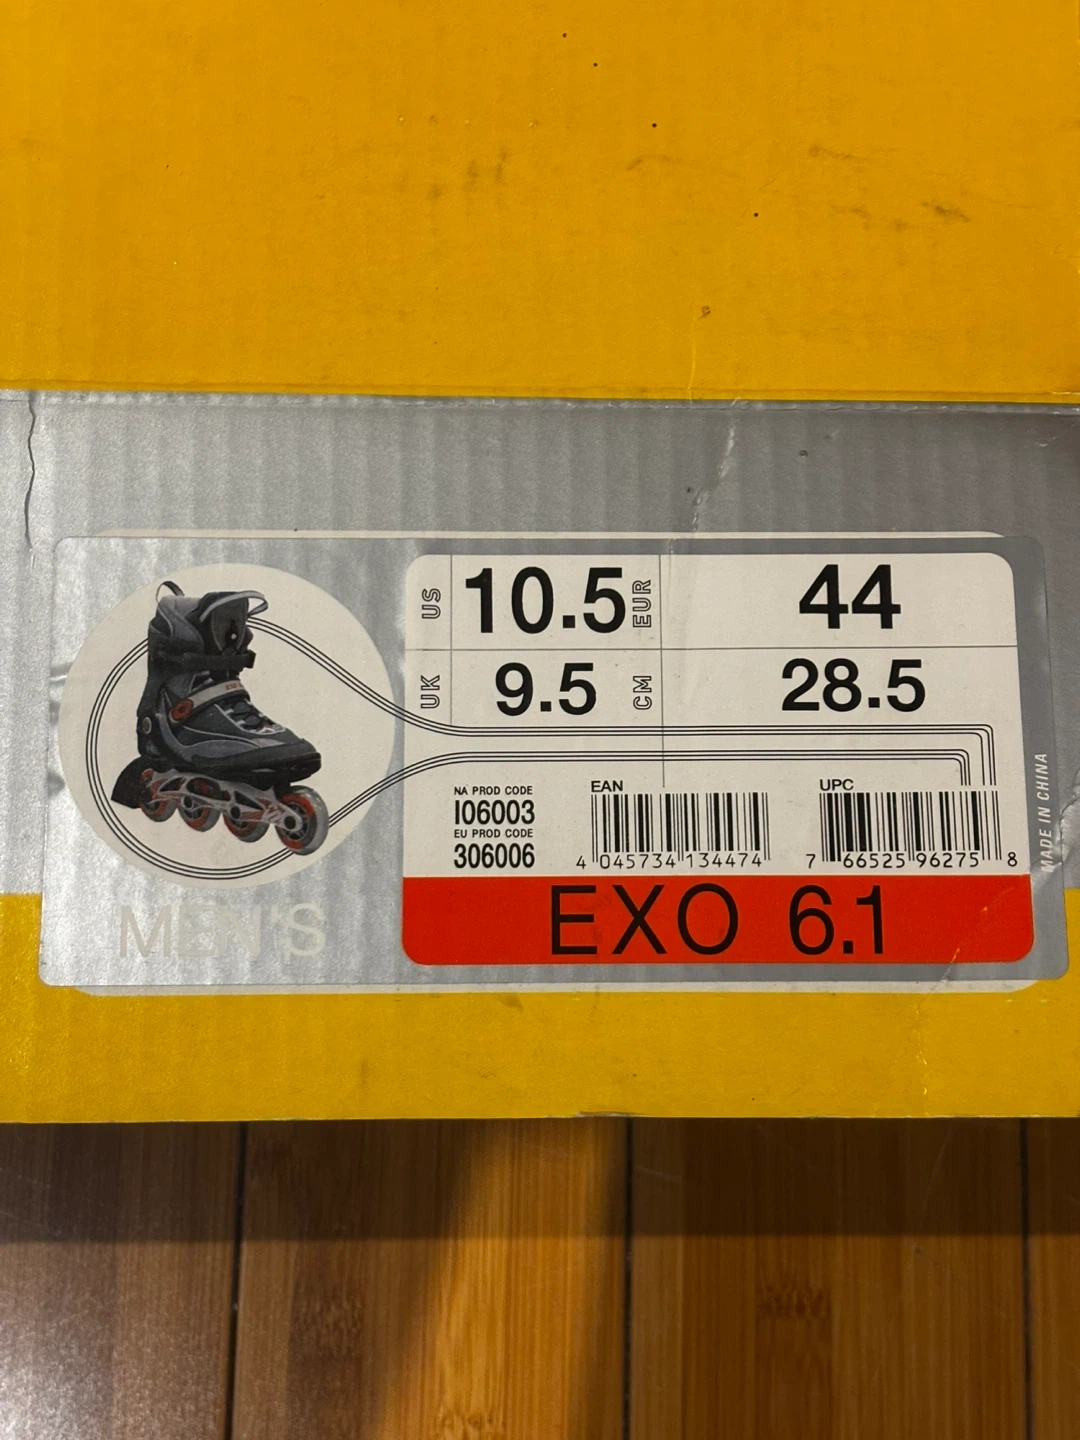 US 10.5 EUR 44
UK 9.5 CM 28.5
NA PROD CODE
I06003
EU PROD CODE
306006
EAN
4 045734 134474
UPC
7 66525 96275 8
MADE IN CHINA
EXO 6.1
MEN'S